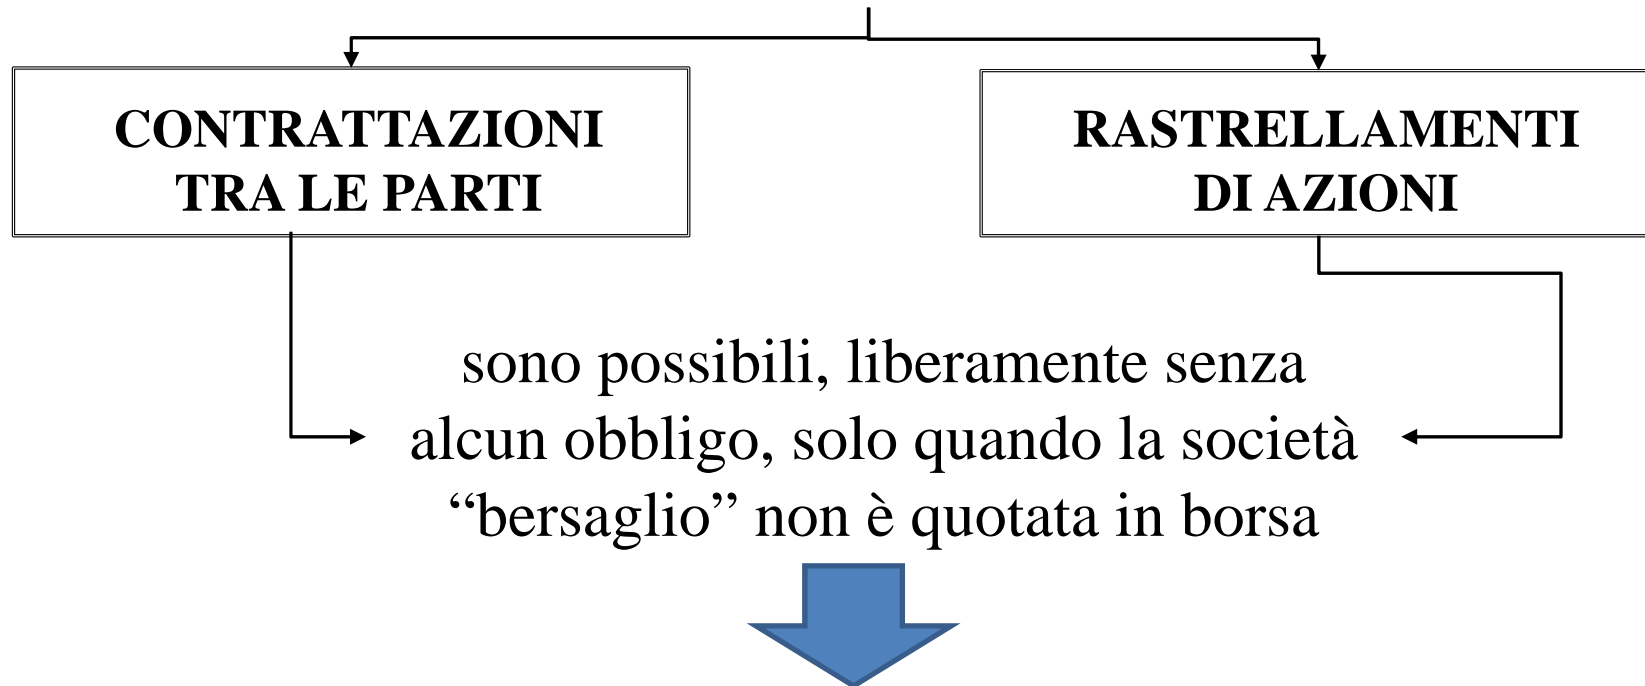 CONTRATTAZIONI
TRA LE PARTI
RASTRELLAMENTI
DI AZIONI
sono possibili, liberamente senza
alcun obbligo, solo quando la società
“bersaglio” non è quotata in borsa